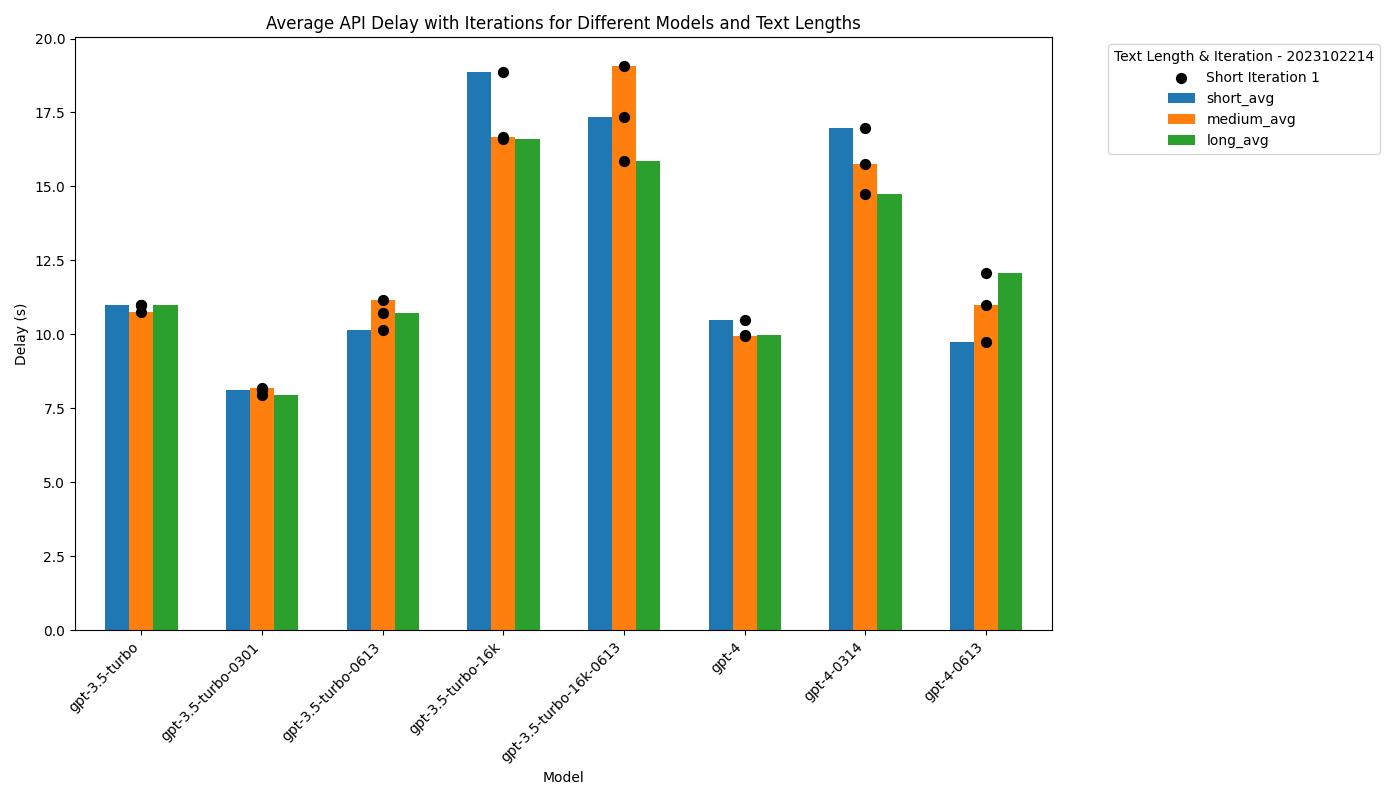 Average API Delay with Iterations for Different Models and Text Lengths
Text Length & Iteration - 2023102214
Short Iteration 1
short_avg
medium_avg
long_avg
Delay (s)
20.0
17.5
15.0
12.5
10.0
7.5
5.0
2.5
0.0
gpt-3.5-turbo
gpt-3.5-turbo-0301
gpt-3.5-turbo-0613
gpt-3.5-turbo-16k
gpt-3.5-turbo-16k-0613
gpt-4
gpt-4-0314
gpt-4-0613
Model